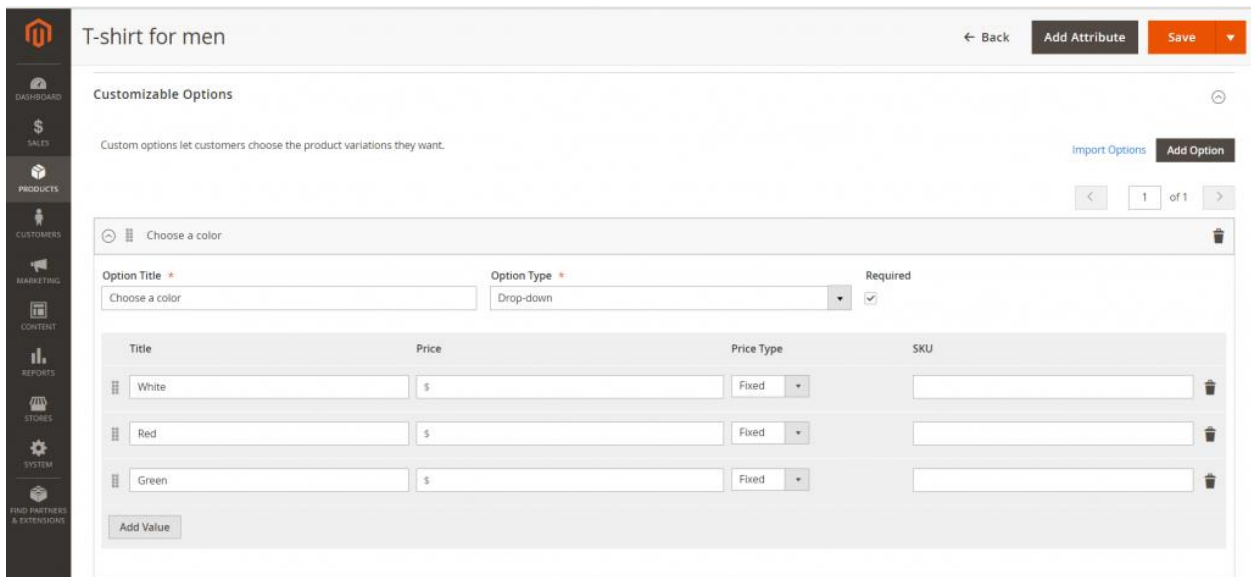 T-shirt for men
← Back
Add Attribute
Save
DASHBOARD
SALES
PRODUCTS
CUSTOMERS
MARKETING
CONTENT
REPORTS
STORES
SYSTEM
FIND PARTNERS
& EXTENSIONS
Customizable Options
Custom options let customers choose the product variations they want.
Import Options
Add Option
1 of 1
Choose a color
Option Title *
Option Type *
Required
Choose a color
Drop-down
Title Price Price Type SKU
White $ Fixed
Red $ Fixed
Green $ Fixed
Add Value